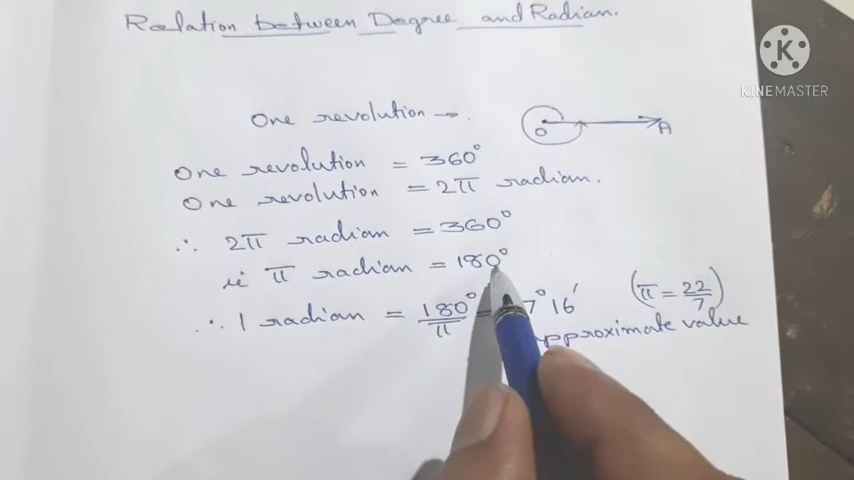 Relation between Degree and Radian.
K
KINEMASTER
One revolution →.
O A
One revolution = 360°
One revolution = 2π radian.
∴ 2π radian = 360°
ie π radian = 180°
∴ 1 radian = 180°/π = 7° 16' (π = 22/7)
approximate value